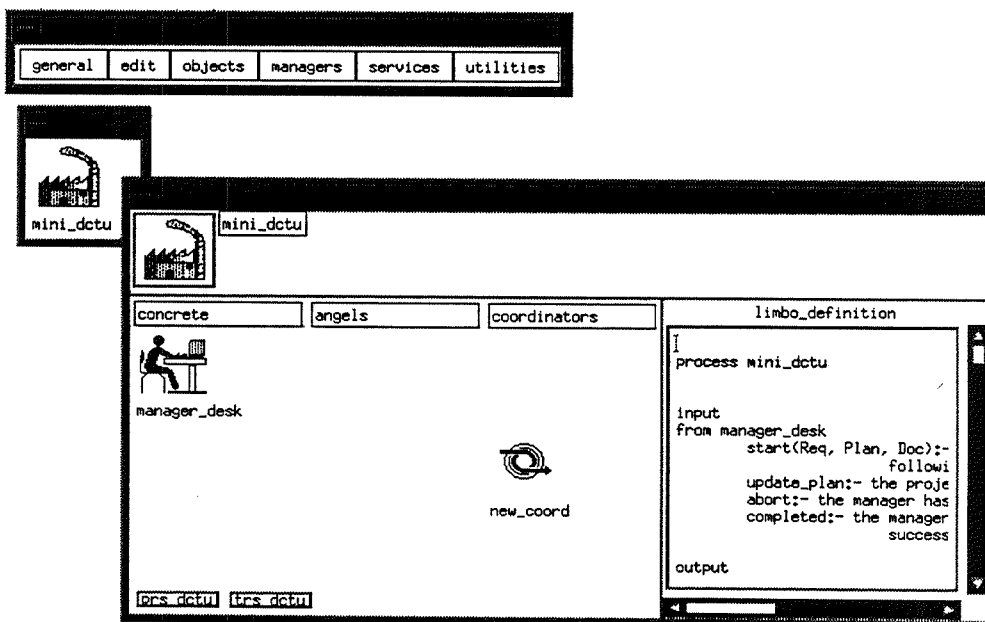 general edit objects managers services utilities
mini_dctu
mini_dctu
concrete angels coordinators
manager_desk
new_coord
prs_dctu trs_dctu
limbo_definition
process mini_dctu
input
from manager_desk
start(Req, Plan, Doc):-
followi
update_plan:- the proje
abort:- the manager has
completed:- the manager
success
output